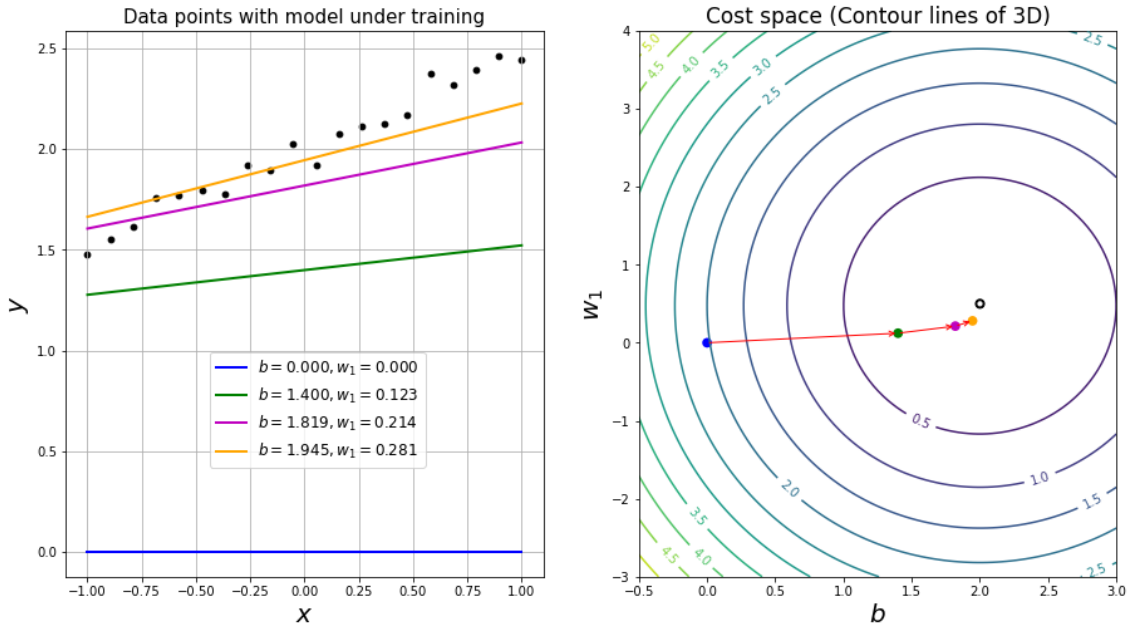 Data points with model under training
2.5
2.0
1.5
1.0
0.5
0.0
y
b = 0.000, w1 = 0.000
b = 1.400, w1 = 0.123
b = 1.819, w1 = 0.214
b = 1.945, w1 = 0.281
−1.00 −0.75 −0.50 −0.25 0.00 0.25 0.50 0.75 1.00
x
Cost space (Contour lines of 3D)
4
3
2
1
0
−1
−2
−3
w1
5.0
4.5
4.0
3.5
3.0
2.5
2.5
0.5
1.0
1.5
2.0
2.5
3.5
4.0
4.5
−0.5 0.0 0.5 1.0 1.5 2.0 2.5 3.0
b